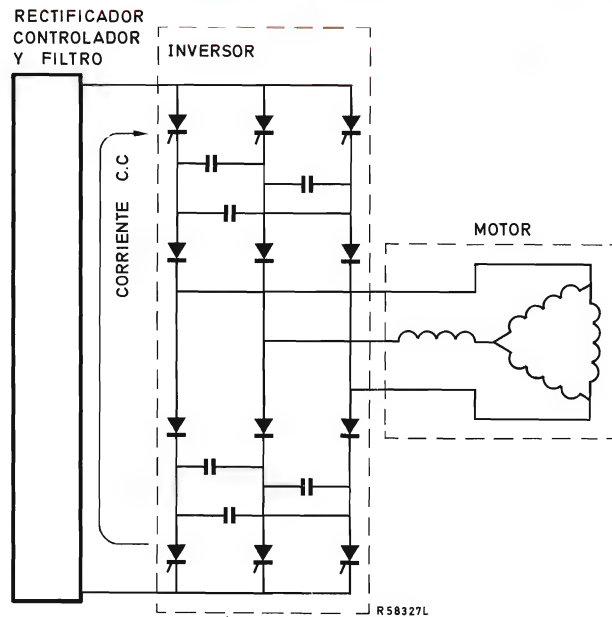 RECTIFICADOR
CONTROLADOR
Y FILTRO
INVERSOR
CORRIENTE C.C
MOTOR
R58327L